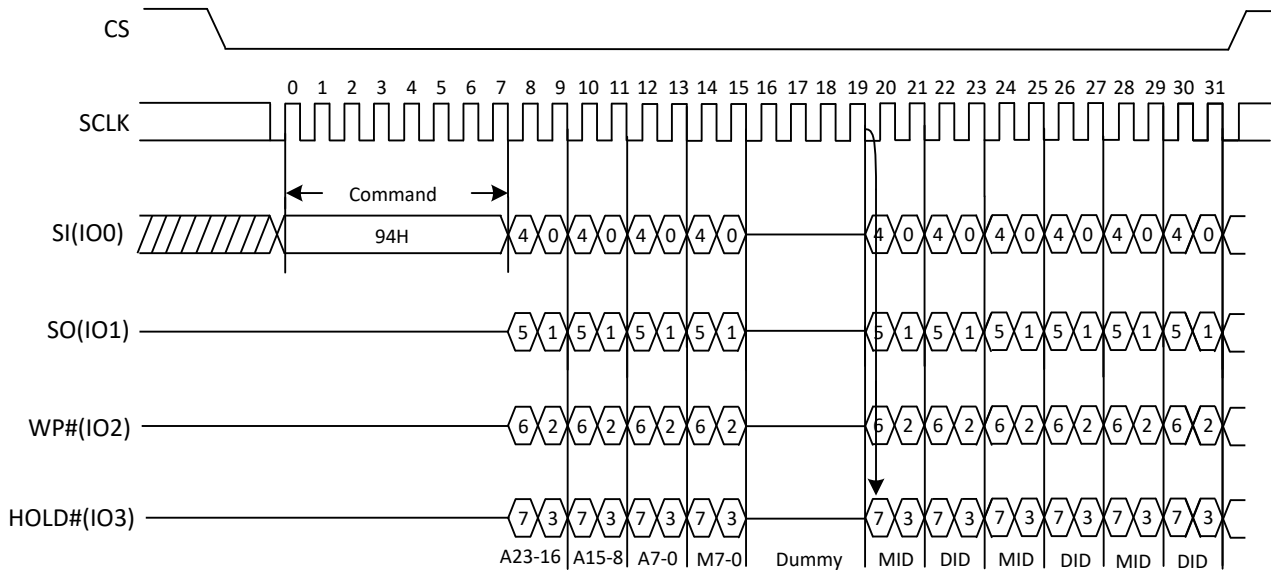 CS
0 1 2 3 4 5 6 7 8 9 10 11 12 13 14 15 16 17 18 19 20 21 22 23 24 25 26 27 28 29 30 31
SCLK
Command
SI(IO0) 94H 4 0 4 0 4 0 4 0 4 0 4 0 4 0 4 0 4 0 4 0
SO(IO1) 5 1 5 1 5 1 5 1 5 1 5 1 5 1 5 1 5 1 5 1
WP#(IO2) 6 2 6 2 6 2 6 2 6 2 6 2 6 2 6 2 6 2 6 2
HOLD#(IO3) 7 3 7 3 7 3 7 3 7 3 7 3 7 3 7 3 7 3 7 3
A23-16 A15-8 A7-0 M7-0 Dummy MID DID MID DID MID DID